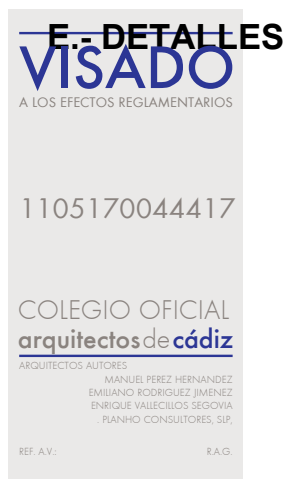 E.- DETALLES
VISADO
A LOS EFECTOS REGLAMENTARIOS
1105170044417
COLEGIO OFICIAL
arquitectos de cádiz
ARQUITECTOS AUTORES
MANUEL PEREZ HERNANDEZ
EMILIANO RODRIGUEZ JIMENEZ
ENRIQUE VALLECILLOS SEGOVIA
. PLANHO CONSULTORES, SLP,
REF. A.V.: R.A.G.